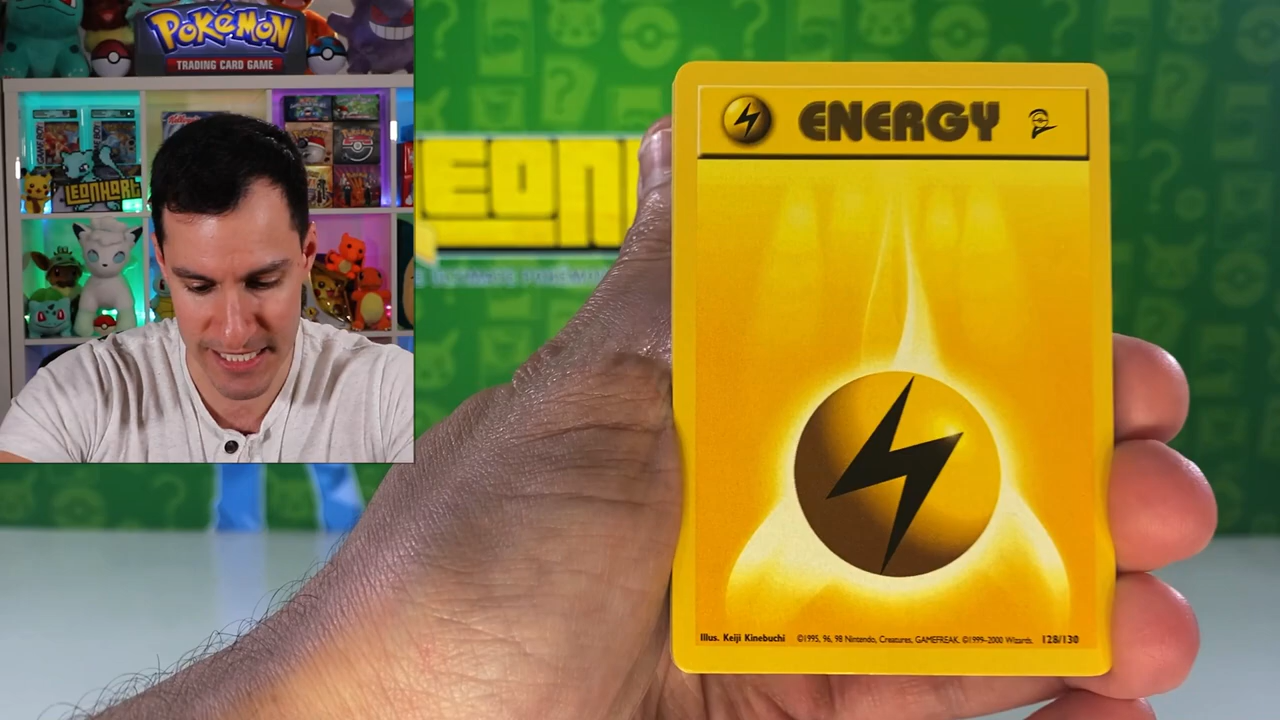 POKéMON
TRADING CARD GAME
LEONHART
LEONH
ENERGY
Illus. Keiji Kinebuchi ©1995, 96, 98 Nintendo, Creatures, GAMEFREAK. ©1999-2000 Wizards. 128/130